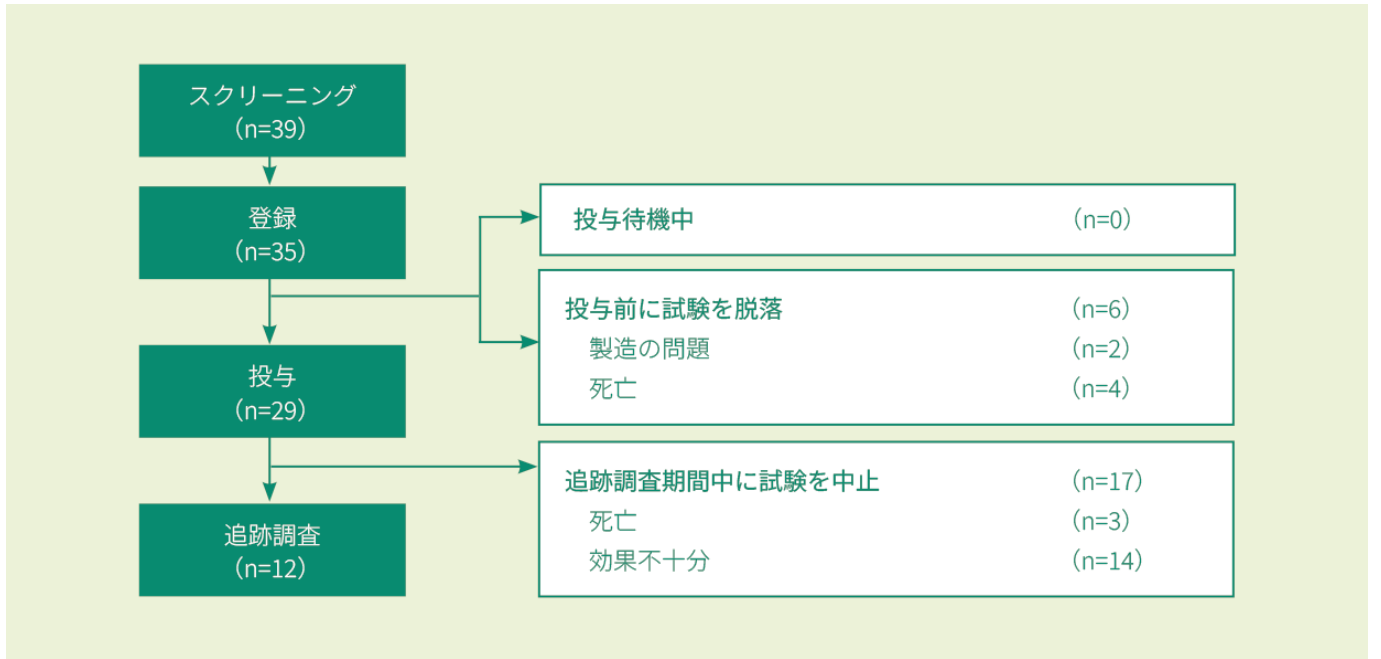 スクリーニング
（n=39）
登録
（n=35）
投与待機中 （n=0）
投与前に試験を脱落 （n=6）
製造の問題 （n=2）
死亡 （n=4）
投与
（n=29）
追跡調査期間中に試験を中止 （n=17）
死亡 （n=3）
効果不十分 （n=14）
追跡調査
（n=12）